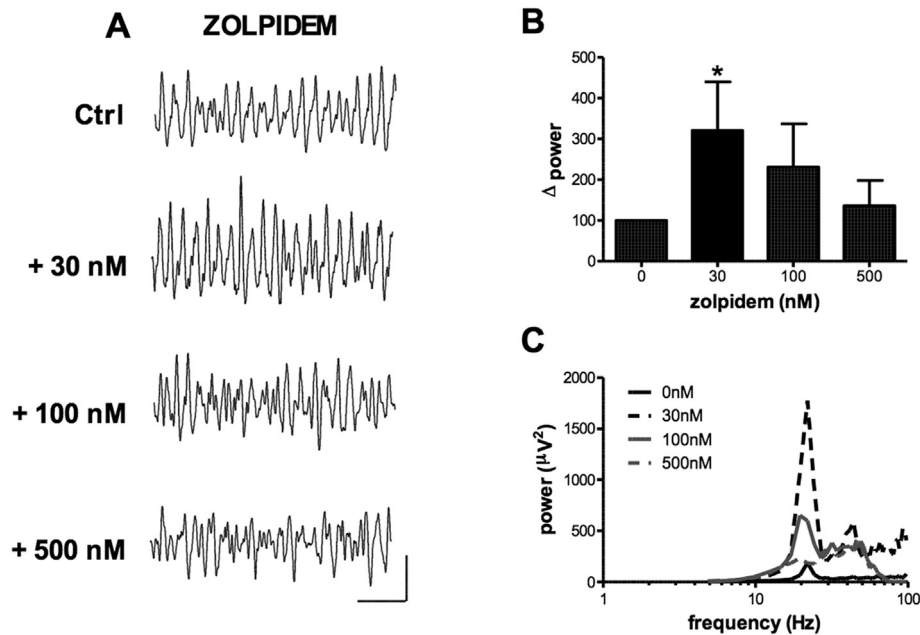 A
ZOLPIDEM
Ctrl
+ 30 nM
+ 100 nM
+ 500 nM
B
500
400
300
200
100
0
Δ power
*
0
30
100
500
zolpidem (nM)
C
2000
1500
1000
500
0
power (μV²)
0nM
30nM
100nM
500nM
1
10
100
frequency (Hz)